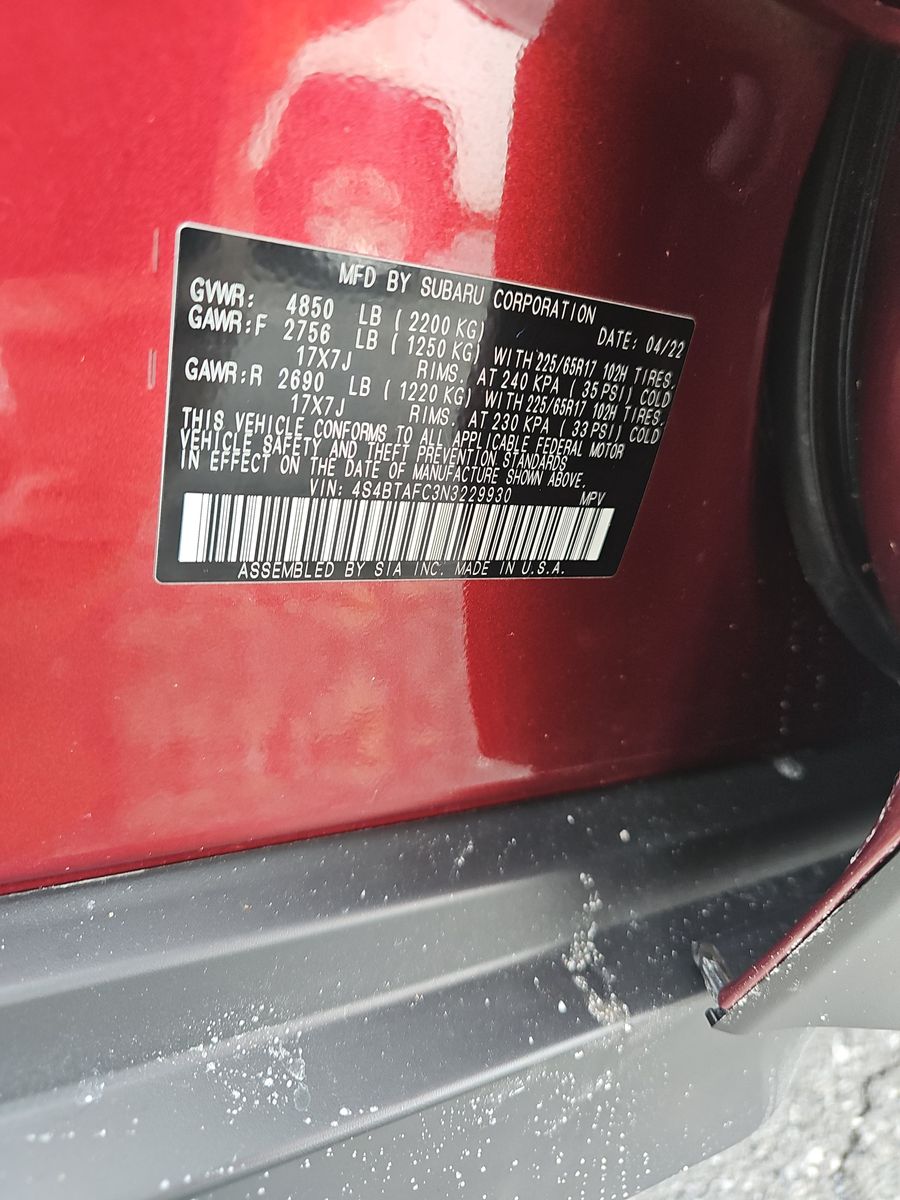 MFD BY SUBARU CORPORATION
DATE: 04/22
GVWR: 4850 LB (2200 KG)
GAWR:F 2756 LB (1250 KG) WITH 225/65R17 102H TIRES.
17X7J RIMS. AT 240 KPA (35 PSI) COLD
GAWR:R 2690 LB (1220 KG) WITH 225/65R17 102H TIRES.
17X7J RIMS. AT 230 KPA (33 PSI) COLD
THIS VEHICLE CONFORMS TO ALL APPLICABLE FEDERAL MOTOR
VEHICLE SAFETY AND THEFT PREVENTION STANDARDS
IN EFFECT ON THE DATE OF MANUFACTURE SHOWN ABOVE.
VIN: 4S4BTAFC3N3229930 MPV
ASSEMBLED BY SIA INC. MADE IN U.S.A.